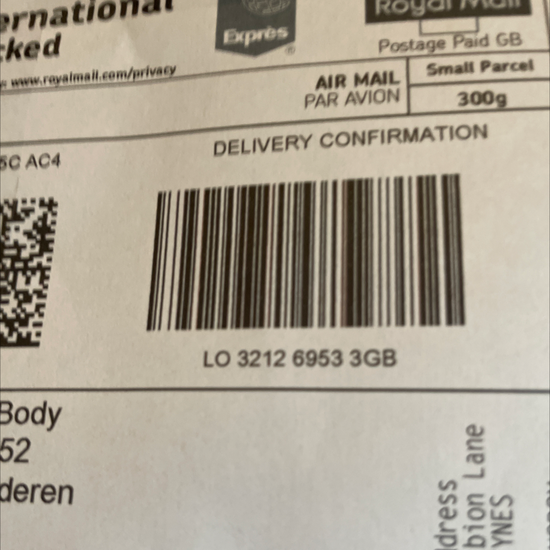 ernational
cked
www.royalmail.com/privacy
Exprès
Royal Mail
Postage Paid GB
AIR MAIL
PAR AVION
Small Parcel
300g
DELIVERY CONFIRMATION
5C AC4
LO 3212 6953 3GB
Body
52
deren
dress
bion Lane
YNES